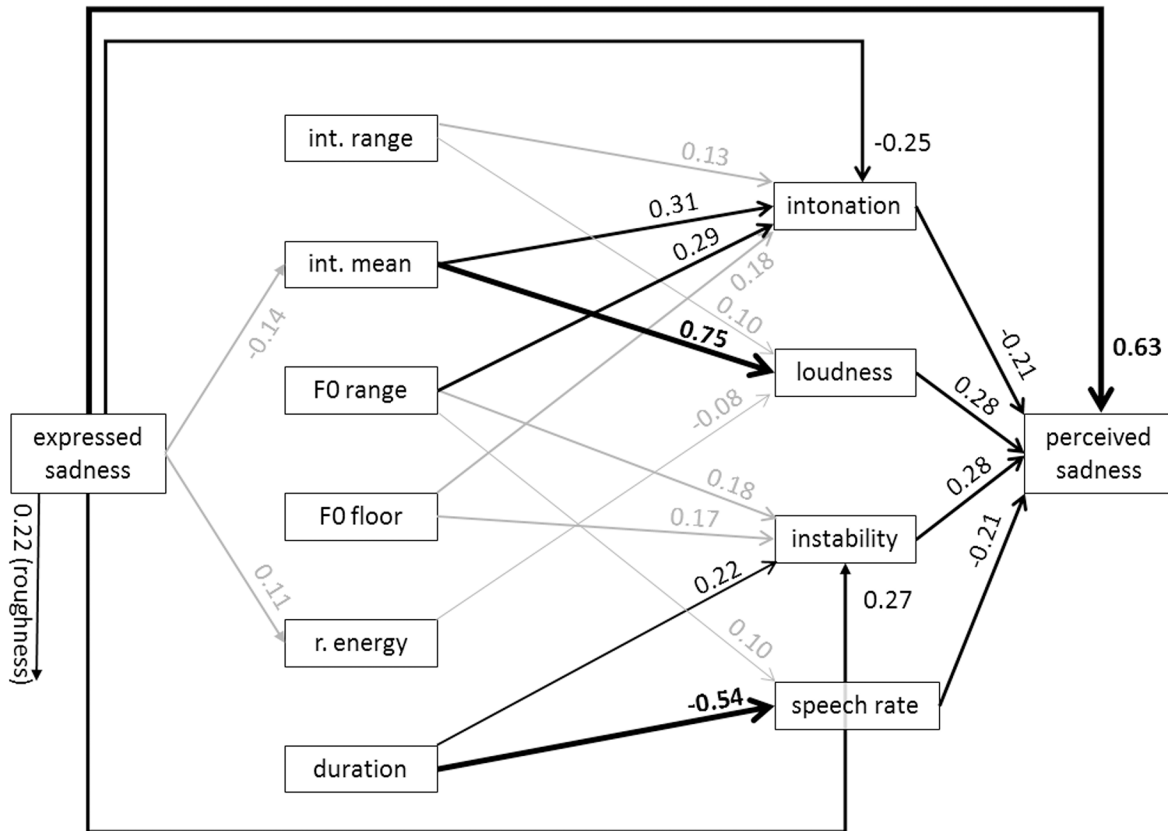 int. range
0.13
-0.25
intonation
0.31
int. mean
0.29
0.18
-0.14
0.10
0.75
-0.21
0.63
F0 range
loudness
-0.08
0.28
expressed
sadness
perceived
sadness
0.18
0.28
F0 floor
0.17
instability
-0.21
0.22 (roughness)
0.11
0.22
0.27
r. energy
0.10
-0.54
speech rate
duration